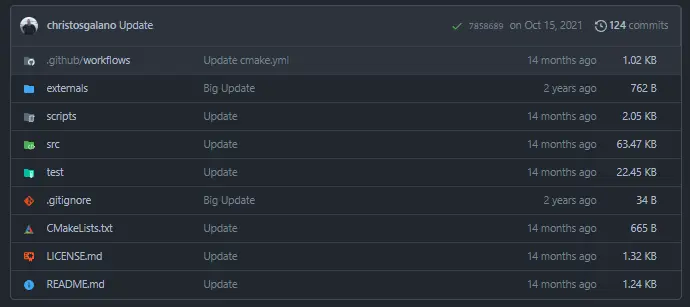 christosgalano Update 7858689 on Oct 15, 2021 124 commits
.github/workflows Update cmake.yml 14 months ago 1.02 KB
externals Big Update 2 years ago 762 B
scripts Update 14 months ago 2.05 KB
src Update 14 months ago 63.47 KB
test Update 14 months ago 22.45 KB
.gitignore Big Update 2 years ago 34 B
CMakeLists.txt Update 14 months ago 665 B
LICENSE.md Update 14 months ago 1.32 KB
README.md Update 14 months ago 1.24 KB